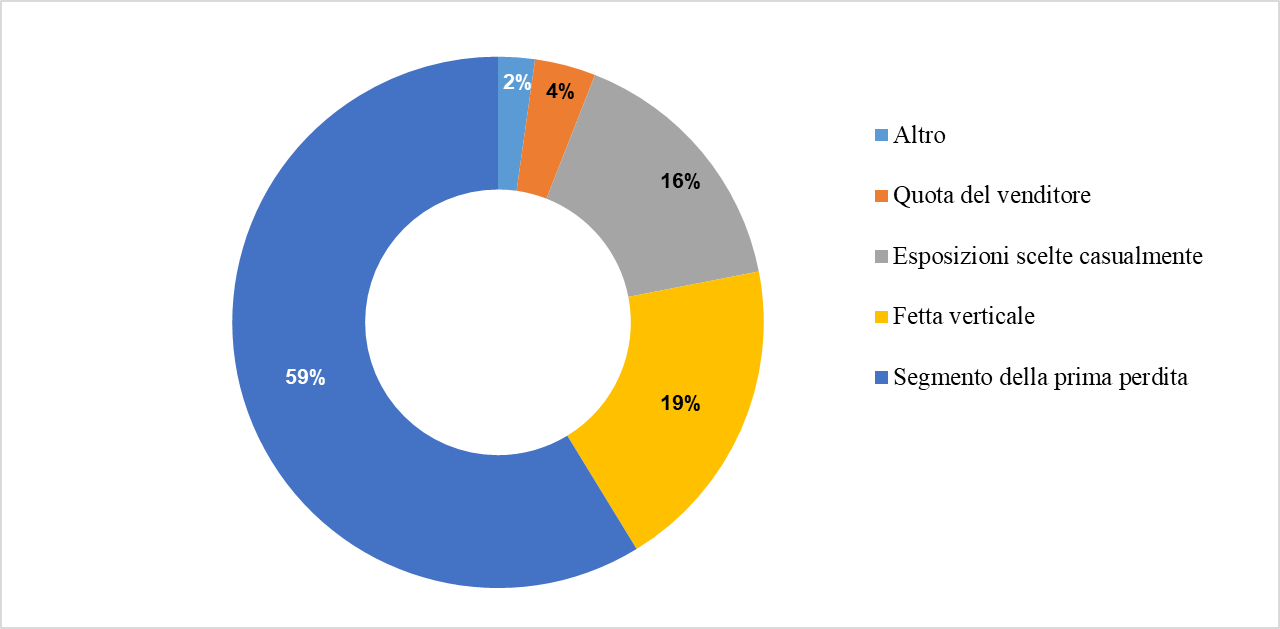 2%
4%
16%
19%
59%
Altro
Quota del venditore
Esposizioni scelte casualmente
Fetta verticale
Segmento della prima perdita